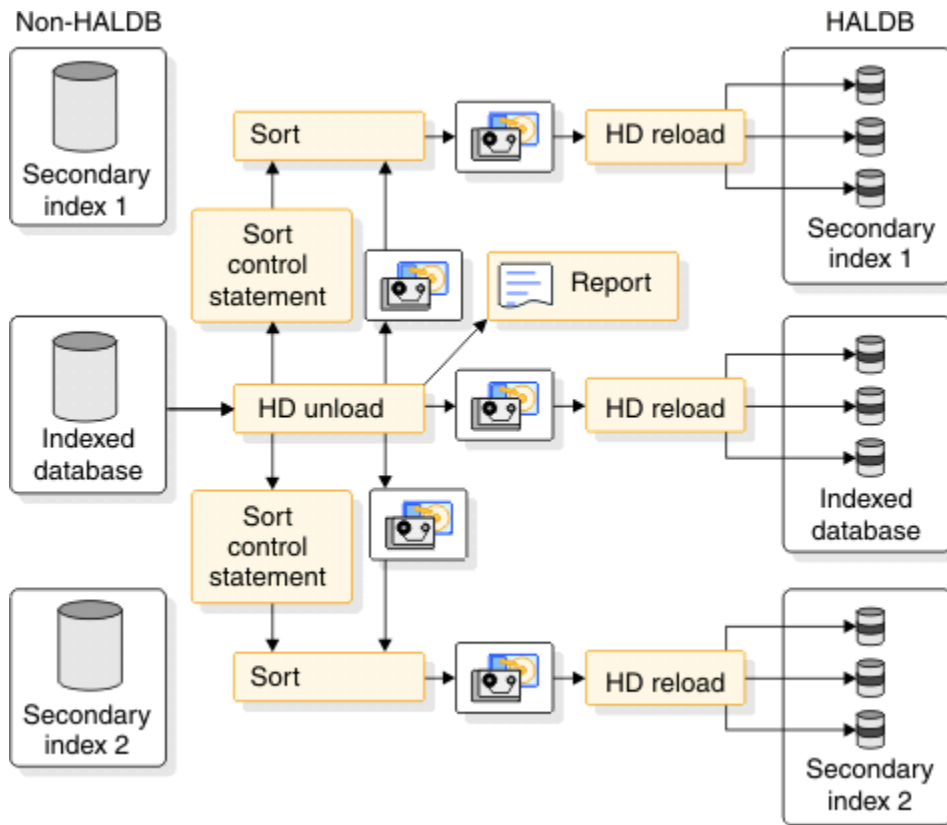 Non-HALDB
HALDB
Secondary
index 1
Sort
HD reload
Secondary
index 1
Sort
control
statement
Report
Indexed
database
HD unload
HD reload
Indexed
database
Sort
control
statement
Secondary
index 2
Sort
HD reload
Secondary
index 2